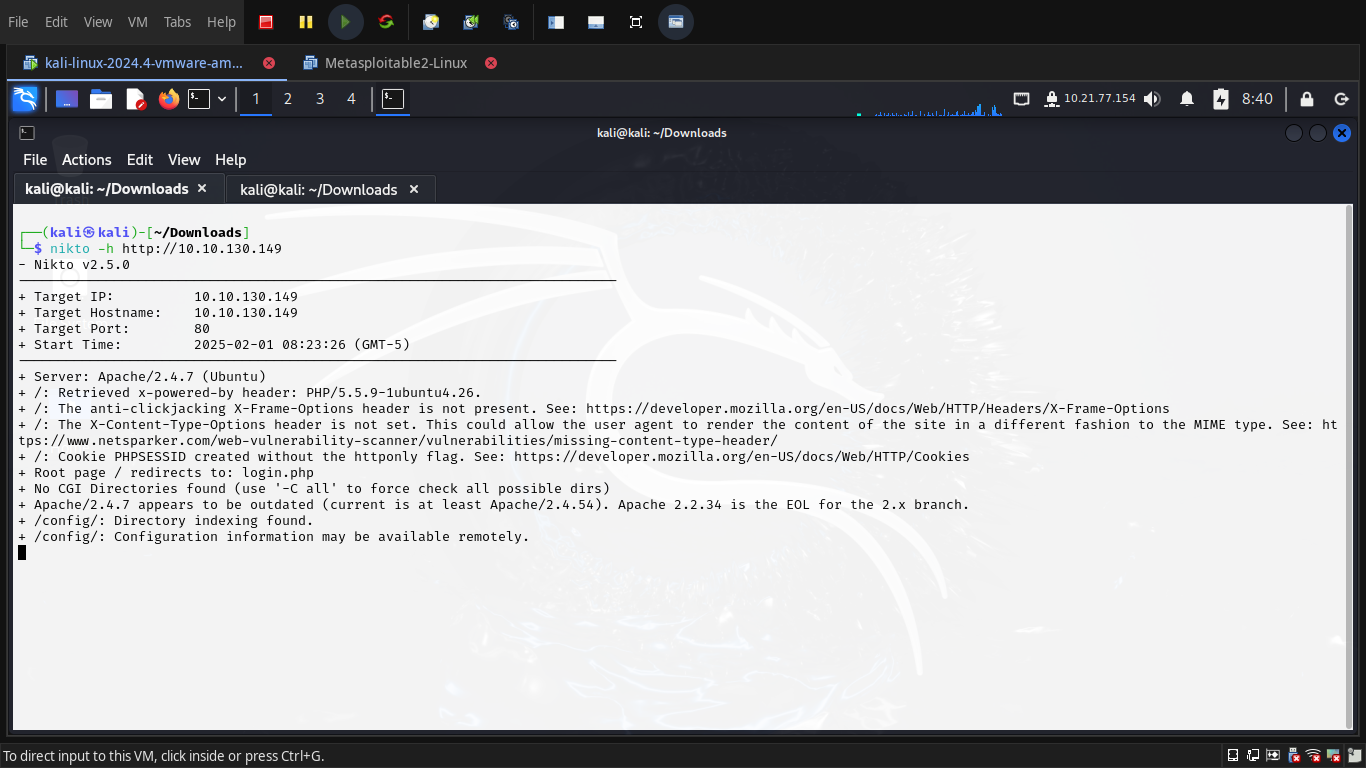 File Edit View VM Tabs Help
kali-linux-2024.4-vmware-am... Metasploitable2-Linux
1 2 3 4 10.21.77.154 8:40
kali@kali: ~/Downloads
File Actions Edit View Help
kali@kali: ~/Downloads × kali@kali: ~/Downloads ×
┌──(kali㉿kali)-[~/Downloads]
└─$ nikto -h http://10.10.130.149
- Nikto v2.5.0
---------------------------------------------------------------------------
+ Target IP:          10.10.130.149
+ Target Hostname:    10.10.130.149
+ Target Port:        80
+ Start Time:         2025-02-01 08:23:26 (GMT-5)
---------------------------------------------------------------------------
+ Server: Apache/2.4.7 (Ubuntu)
+ /: Retrieved x-powered-by header: PHP/5.5.9-1ubuntu4.26.
+ /: The anti-clickjacking X-Frame-Options header is not present. See: https://developer.mozilla.org/en-US/docs/Web/HTTP/Headers/X-Frame-Options
+ /: The X-Content-Type-Options header is not set. This could allow the user agent to render the content of the site in a different fashion to the MIME type. See: ht
tps://www.netsparker.com/web-vulnerability-scanner/vulnerabilities/missing-content-type-header/
+ /: Cookie PHPSESSID created without the httponly flag. See: https://developer.mozilla.org/en-US/docs/Web/HTTP/Cookies
+ Root page / redirects to: login.php
+ No CGI Directories found (use '-C all' to force check all possible dirs)
+ Apache/2.4.7 appears to be outdated (current is at least Apache/2.4.54). Apache 2.2.34 is the EOL for the 2.x branch.
+ /config/: Directory indexing found.
+ /config/: Configuration information may be available remotely.
To direct input to this VM, click inside or press Ctrl+G.